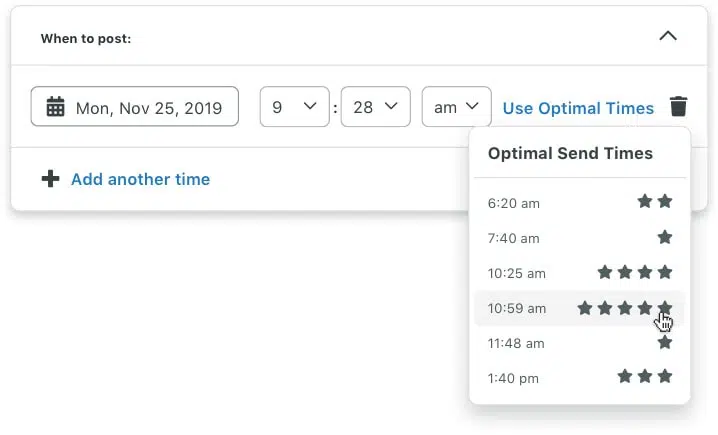 When to post:
Mon, Nov 25, 2019 9 : 28 am Use Optimal Times
Add another time
Optimal Send Times
6:20 am
7:40 am
10:25 am
10:59 am
11:48 am
1:40 pm